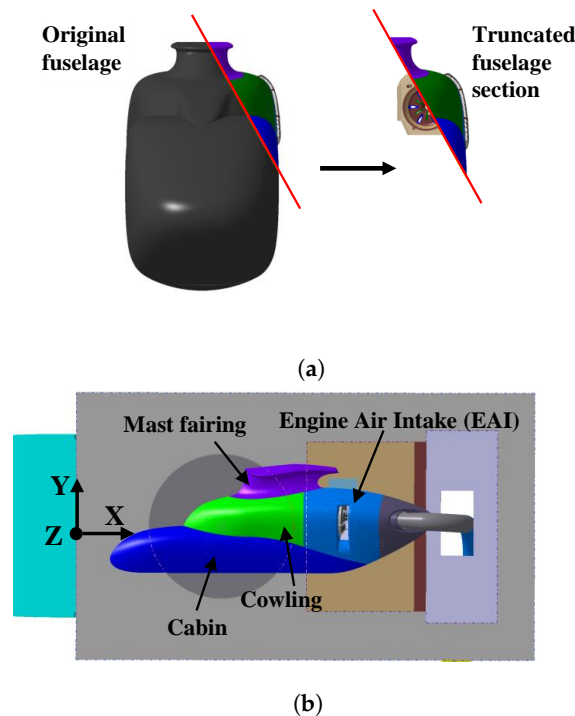 Original
fuselage
Truncated
fuselage
section
(a)
Mast fairing
Engine Air Intake (EAI)
Y
X
Z
Cowling
Cabin
(b)